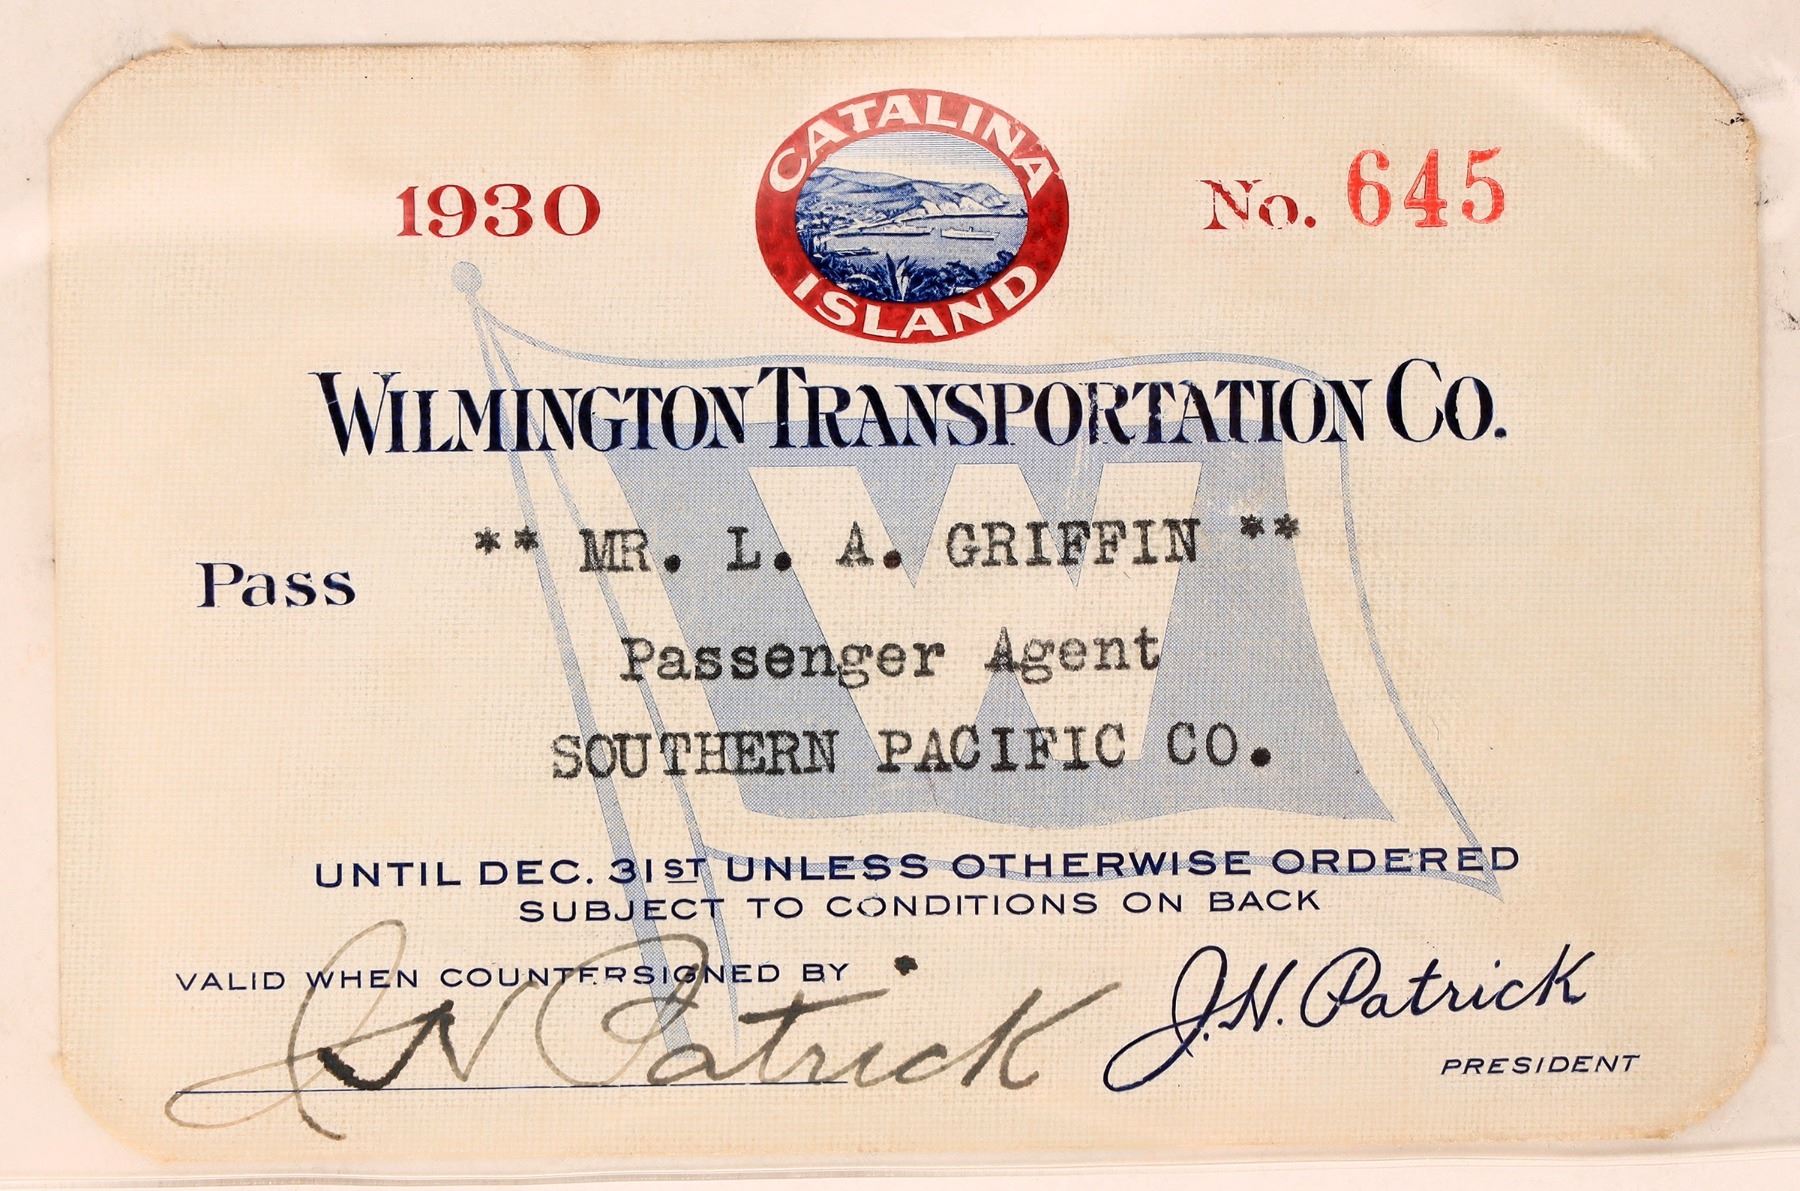 1930
CATALINA
ISLAND
No. 645
WILMINGTON TRANSPORTATION CO.
W
Pass
** MR. L. A. GRIFFIN **
Passenger Agent
SOUTHERN PACIFIC CO.
UNTIL DEC. 31ST UNLESS OTHERWISE ORDERED
SUBJECT TO CONDITIONS ON BACK
VALID WHEN COUNTERSIGNED BY
J H Patrick
J. H. Patrick
PRESIDENT